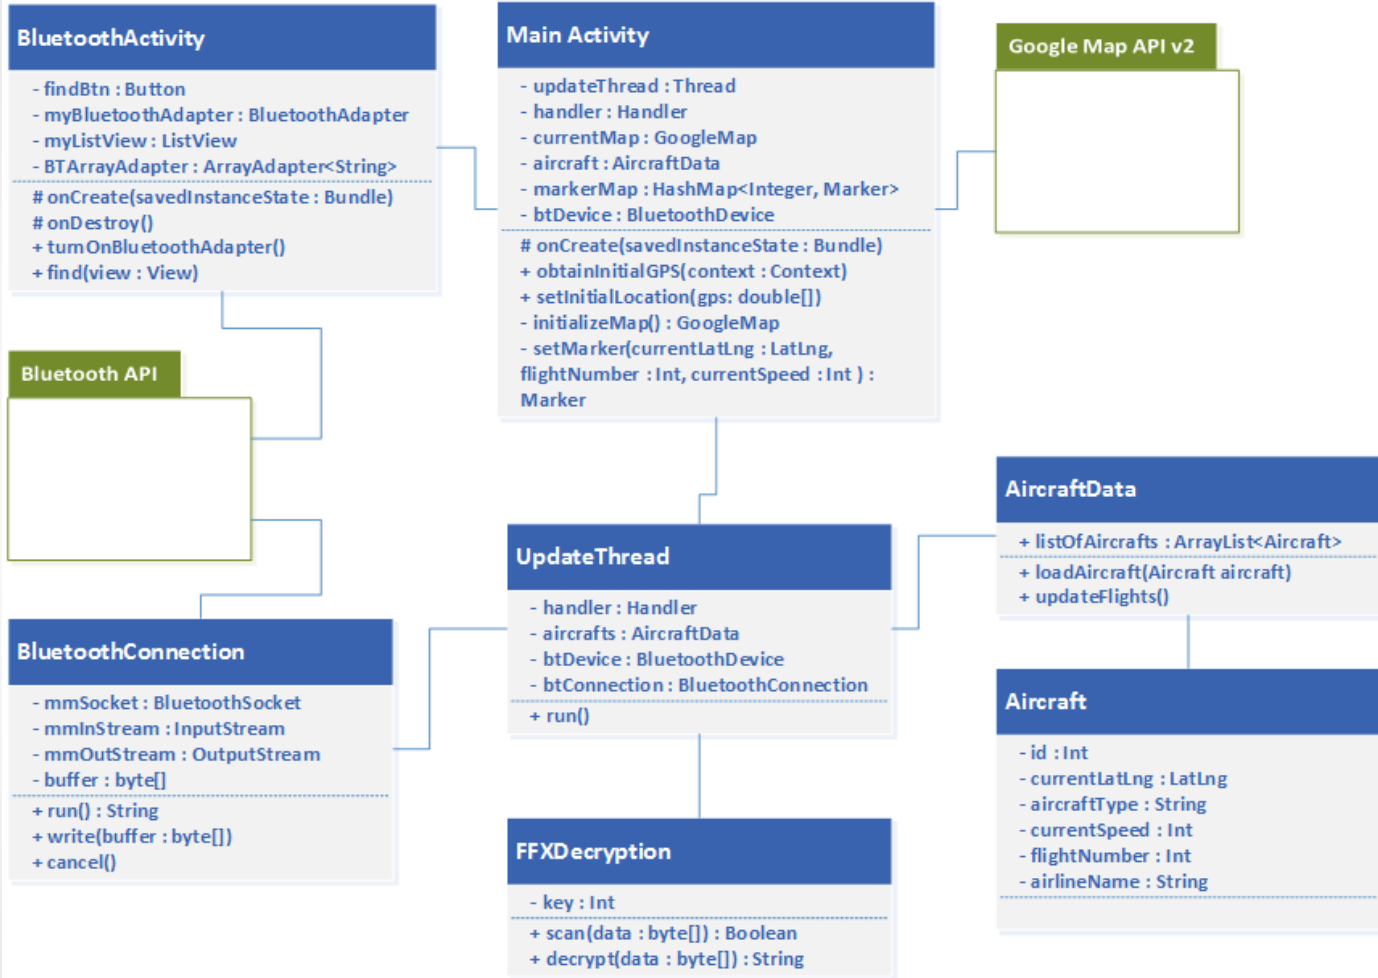 BluetoothActivity
- findBtn : Button
- myBluetoothAdapter : BluetoothAdapter
- myListView : ListView
- BTArrayAdapter : ArrayAdapter<String>
# onCreate(savedInstanceState : Bundle)
# onDestroy()
+ turnOnBluetoothAdapter()
+ find(view : View)
Main Activity
- updateThread : Thread
- handler : Handler
- currentMap : GoogleMap
- aircraft : AircraftData
- markerMap : HashMap<Integer, Marker>
- btDevice : BluetoothDevice
# onCreate(savedInstanceState : Bundle)
+ obtainInitialGPS(context : Context)
+ setInitialLocation(gps: double[])
- initializeMap() : GoogleMap
- setMarker(currentLatLng : LatLng,
flightNumber : Int, currentSpeed : Int ) :
Marker
Google Map API v2
Bluetooth API
BluetoothConnection
- mmSocket : BluetoothSocket
- mmInStream : InputStream
- mmOutStream : OutputStream
- buffer : byte[]
+ run() : String
+ write(buffer : byte[])
+ cancel()
UpdateThread
- handler : Handler
- aircrafts : AircraftData
- btDevice : BluetoothDevice
- btConnection : BluetoothConnection
+ run()
FFXDecryption
- key : Int
+ scan(data : byte[]) : Boolean
+ decrypt(data : byte[]) : String
AircraftData
+ listOfAircrafts : ArrayList<Aircraft>
+ loadAircraft(Aircraft aircraft)
+ updateFlights()
Aircraft
- id : Int
- currentLatLng : LatLng
- aircraftType : String
- currentSpeed : Int
- flightNumber : Int
- airlineName : String